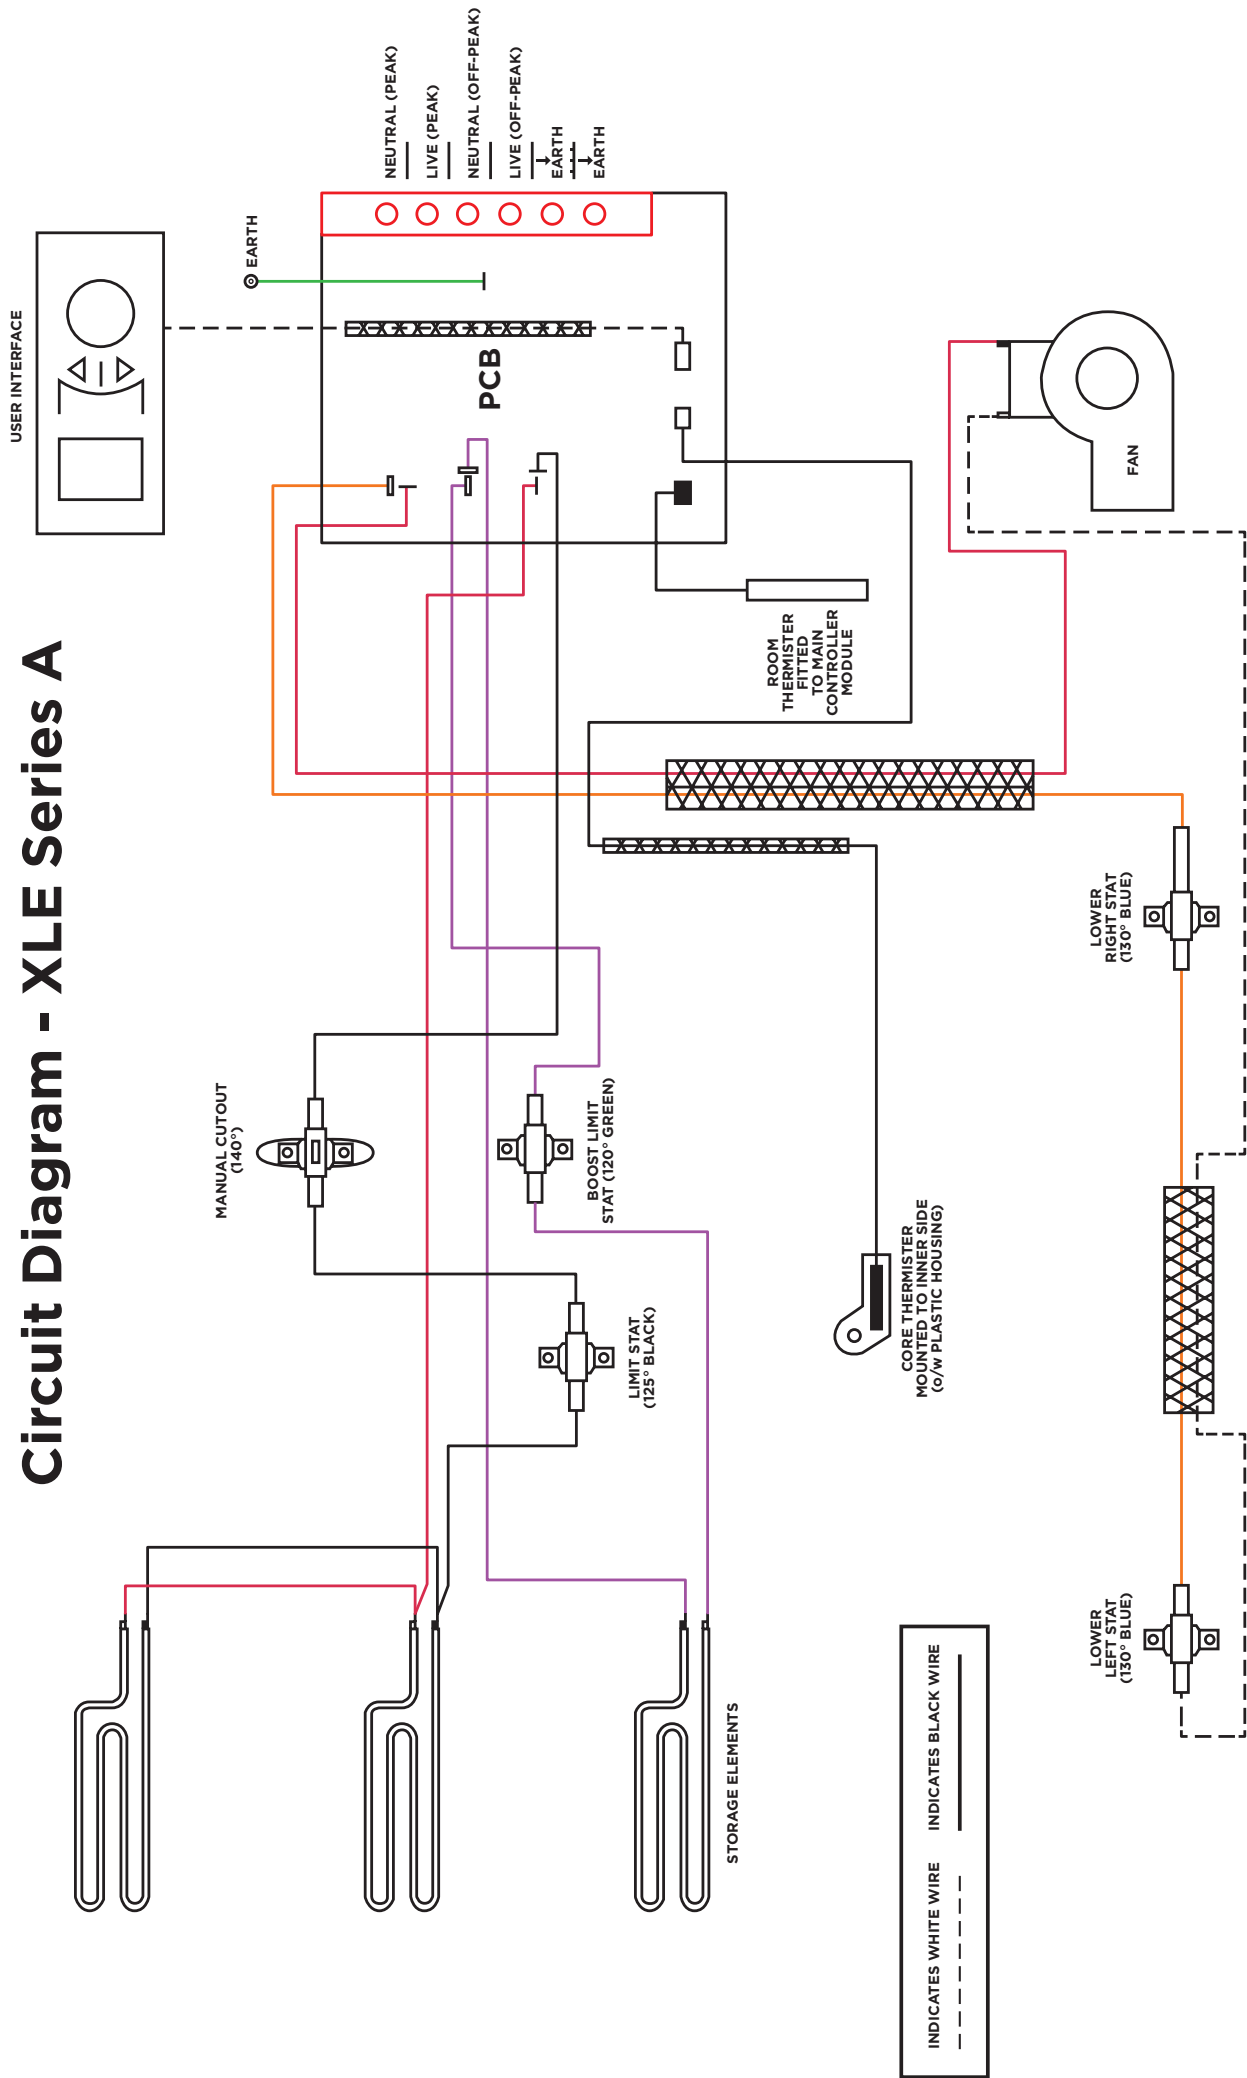 Circuit Diagram - XLE Series A
USER INTERFACE
EARTH
NEUTRAL (PEAK)
LIVE (PEAK)
NEUTRAL (OFF-PEAK)
LIVE (OFF-PEAK)
EARTH
EARTH
PCB
MANUAL CUTOUT
(140°)
BOOST LIMIT
STAT (120° GREEN)
LIMIT STAT
(125° BLACK)
ROOM
THERMISTER
FITTED
TO MAIN
CONTROLLER
MODULE
CORE THERMISTER
MOUNTED TO INNER SIDE
(o/w PLASTIC HOUSING)
STORAGE ELEMENTS
FAN
LOWER
RIGHT STAT
(130° BLUE)
LOWER
LEFT STAT
(130° BLUE)
INDICATES WHITE WIRE
INDICATES BLACK WIRE